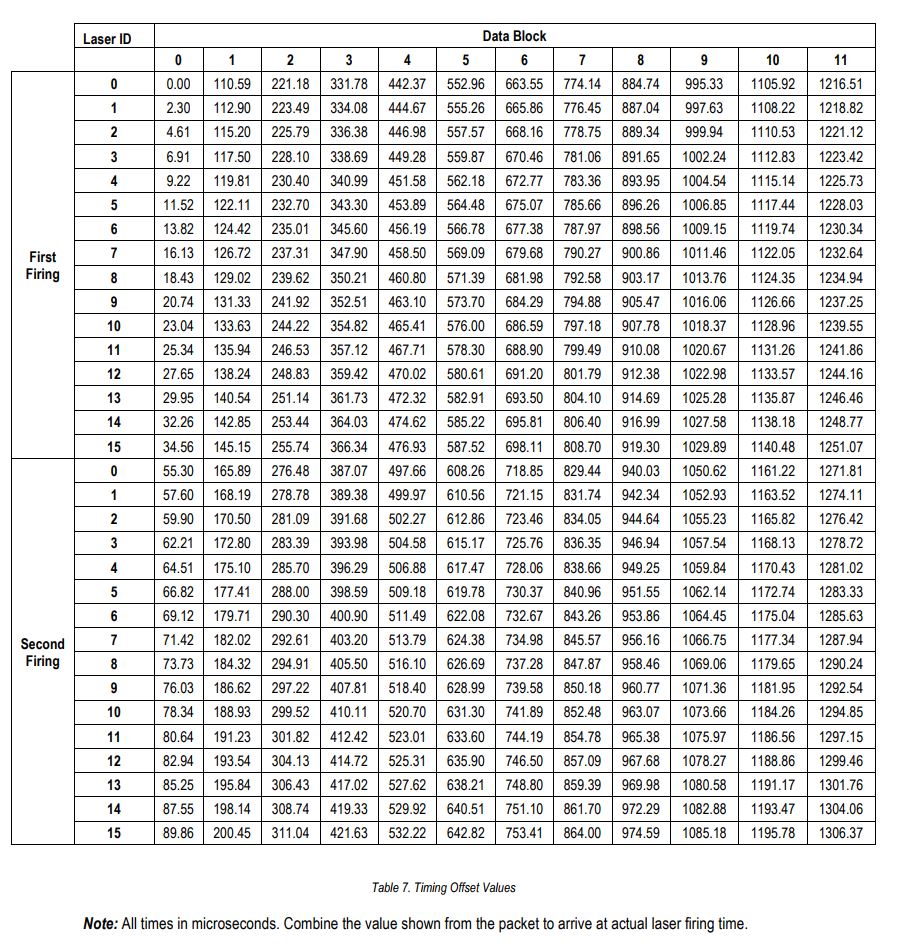 Laser ID Data Block
0 1 2 3 4 5 6 7 8 9 10 11
First Firing
0 0.00 110.59 221.18 331.78 442.37 552.96 663.55 774.14 884.74 995.33 1105.92 1216.51
1 2.30 112.90 223.49 334.08 444.67 555.26 665.86 776.45 887.04 997.63 1108.22 1218.82
2 4.61 115.20 225.79 336.38 446.98 557.57 668.16 778.75 889.34 999.94 1110.53 1221.12
3 6.91 117.50 228.10 338.69 449.28 559.87 670.46 781.06 891.65 1002.24 1112.83 1223.42
4 9.22 119.81 230.40 340.99 451.58 562.18 672.77 783.36 893.95 1004.54 1115.14 1225.73
5 11.52 122.11 232.70 343.30 453.89 564.48 675.07 785.66 896.26 1006.85 1117.44 1228.03
6 13.82 124.42 235.01 345.60 456.19 566.78 677.38 787.97 898.56 1009.15 1119.74 1230.34
7 16.13 126.72 237.31 347.90 458.50 569.09 679.68 790.27 900.86 1011.46 1122.05 1232.64
8 18.43 129.02 239.62 350.21 460.80 571.39 681.98 792.58 903.17 1013.76 1124.35 1234.94
9 20.74 131.33 241.92 352.51 463.10 573.70 684.29 794.88 905.47 1016.06 1126.66 1237.25
10 23.04 133.63 244.22 354.82 465.41 576.00 686.59 797.18 907.78 1018.37 1128.96 1239.55
11 25.34 135.94 246.53 357.12 467.71 578.30 688.90 799.49 910.08 1020.67 1131.26 1241.86
12 27.65 138.24 248.83 359.42 470.02 580.61 691.20 801.79 912.38 1022.98 1133.57 1244.16
13 29.95 140.54 251.14 361.73 472.32 582.91 693.50 804.10 914.69 1025.28 1135.87 1246.46
14 32.26 142.85 253.44 364.03 474.62 585.22 695.81 806.40 916.99 1027.58 1138.18 1248.77
15 34.56 145.15 255.74 366.34 476.93 587.52 698.11 808.70 919.30 1029.89 1140.48 1251.07
Second Firing
0 55.30 165.89 276.48 387.07 497.66 608.26 718.85 829.44 940.03 1050.62 1161.22 1271.81
1 57.60 168.19 278.78 389.38 499.97 610.56 721.15 831.74 942.34 1052.93 1163.52 1274.11
2 59.90 170.50 281.09 391.68 502.27 612.86 723.46 834.05 944.64 1055.23 1165.82 1276.42
3 62.21 172.80 283.39 393.98 504.58 615.17 725.76 836.35 946.94 1057.54 1168.13 1278.72
4 64.51 175.10 285.70 396.29 506.88 617.47 728.06 838.66 949.25 1059.84 1170.43 1281.02
5 66.82 177.41 288.00 398.59 509.18 619.78 730.37 840.96 951.55 1062.14 1172.74 1283.33
6 69.12 179.71 290.30 400.90 511.49 622.08 732.67 843.26 953.86 1064.45 1175.04 1285.63
7 71.42 182.02 292.61 403.20 513.79 624.38 734.98 845.57 956.16 1066.75 1177.34 1287.94
8 73.73 184.32 294.91 405.50 516.10 626.69 737.28 847.87 958.46 1069.06 1179.65 1290.24
9 76.03 186.62 297.22 407.81 518.40 628.99 739.58 850.18 960.77 1071.36 1181.95 1292.54
10 78.34 188.93 299.52 410.11 520.70 631.30 741.89 852.48 963.07 1073.66 1184.26 1294.85
11 80.64 191.23 301.82 412.42 523.01 633.60 744.19 854.78 965.38 1075.97 1186.56 1297.15
12 82.94 193.54 304.13 414.72 525.31 635.90 746.50 857.09 967.68 1078.27 1188.86 1299.46
13 85.25 195.84 306.43 417.02 527.62 638.21 748.80 859.39 969.98 1080.58 1191.17 1301.76
14 87.55 198.14 308.74 419.33 529.92 640.51 751.10 861.70 972.29 1082.88 1193.47 1304.06
15 89.86 200.45 311.04 421.63 532.22 642.82 753.41 864.00 974.59 1085.18 1195.78 1306.37
Table 7. Timing Offset Values
Note: All times in microseconds. Combine the value shown from the packet to arrive at actual laser firing time.